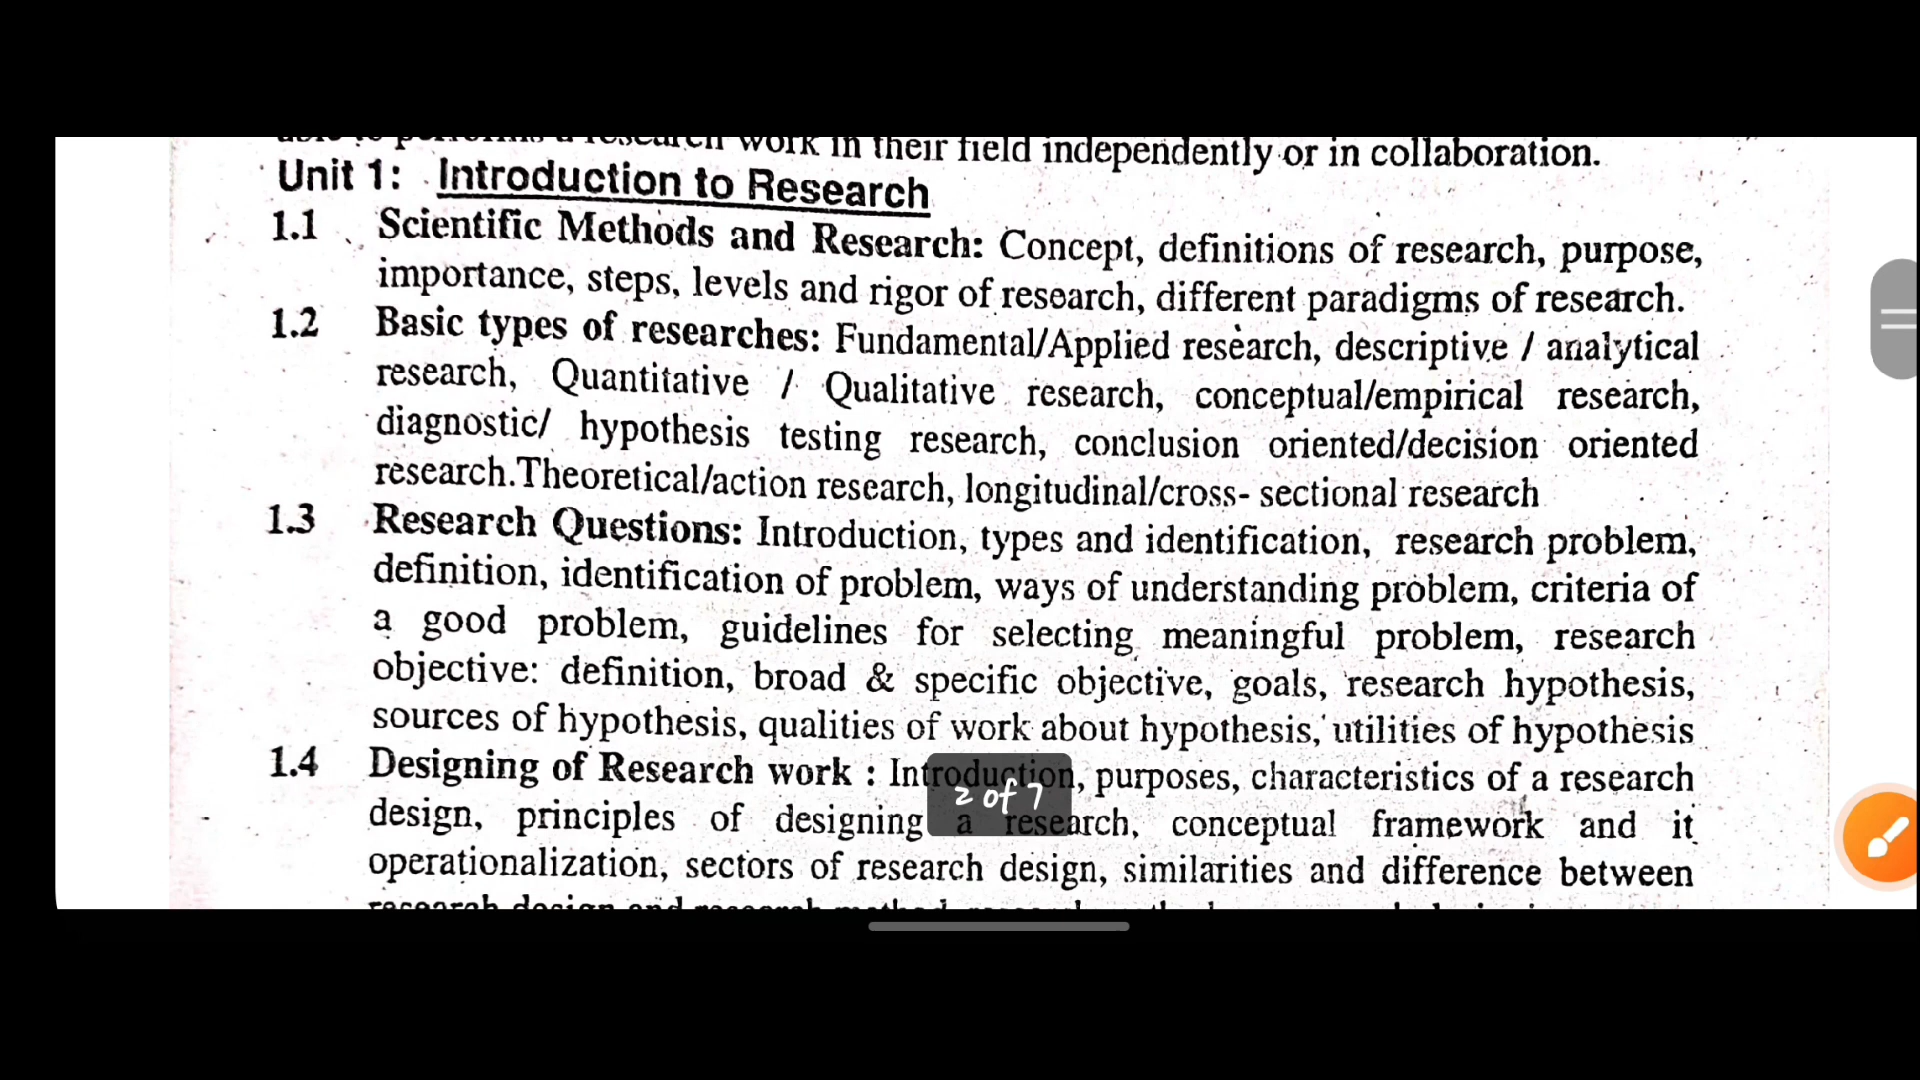 work in their field independently or in collaboration.
Unit 1: Introduction to Research
1.1 Scientific Methods and Research: Concept, definitions of research, purpose,
importance, steps, levels and rigor of research, different paradigms of research.
1.2 Basic types of researches: Fundamental/Applied research, descriptive / analytical
research, Quantitative / Qualitative research, conceptual/empirical research,
diagnostic/ hypothesis testing research, conclusion oriented/decision oriented
research.Theoretical/action research, longitudinal/cross- sectional research
1.3 Research Questions: Introduction, types and identification, research problem,
definition, identification of problem, ways of understanding problem, criteria of
a good problem, guidelines for selecting meaningful problem, research
objective: definition, broad & specific objective, goals, research hypothesis,
sources of hypothesis, qualities of work about hypothesis, utilities of hypothesis
1.4 Designing of Research work : Introduction, purposes, characteristics of a research
design, principles of designing a research, conceptual framework and it
operationalization, sectors of research design, similarities and difference between
2 of 7